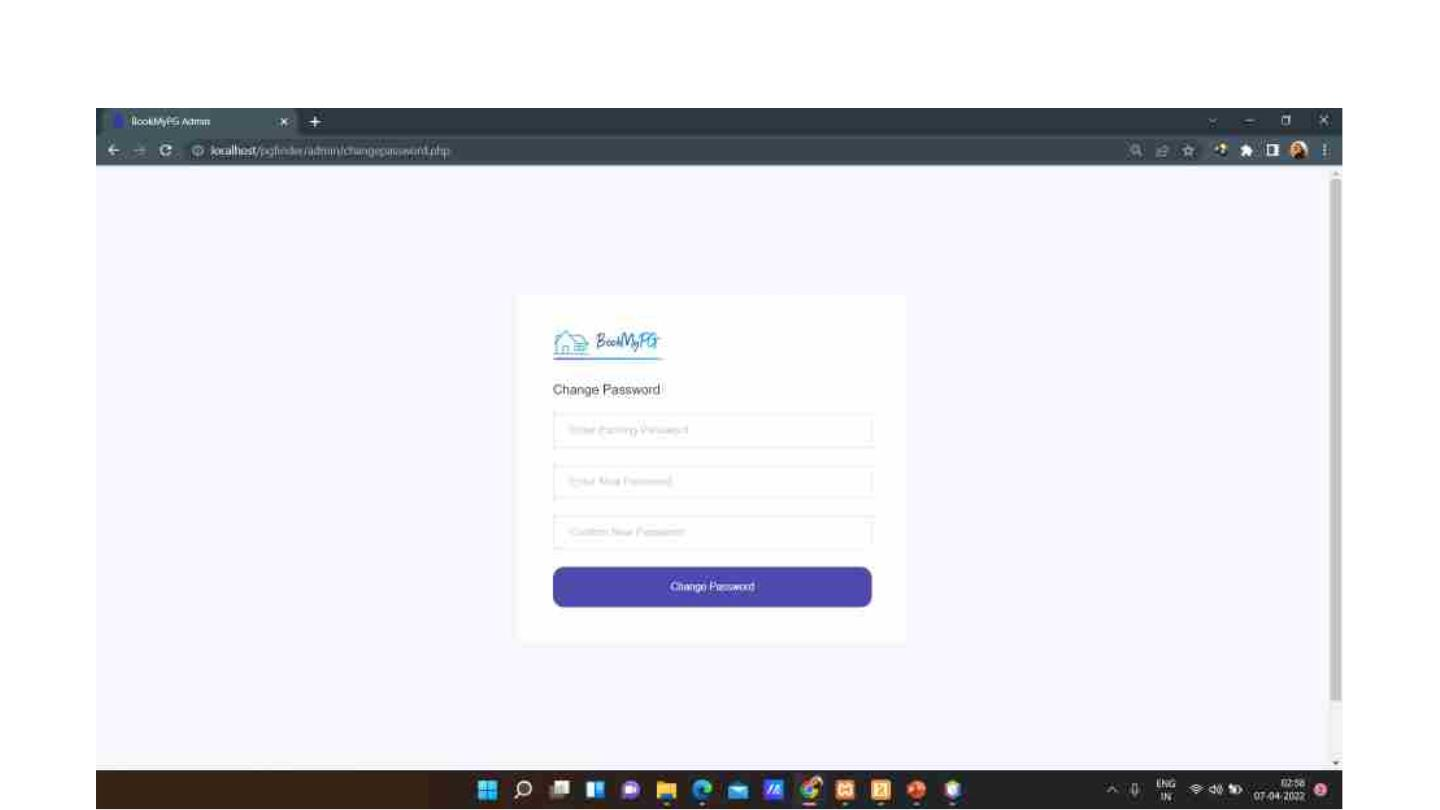 BookMyPG Admin
localhost/pgfinder/admin/changepassword.php
BookMyPG
Change Password
Enter Existing Password
Enter New Password
Confirm New Password
Change Password
ENG
IN
02:58
07-04-2022